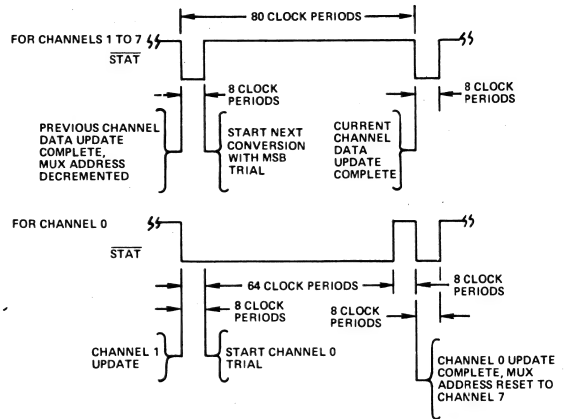 80 CLOCK PERIODS
FOR CHANNELS 1 TO 7
STAT
8 CLOCK
PERIODS
8 CLOCK
PERIODS
PREVIOUS CHANNEL
DATA UPDATE
COMPLETE,
MUX ADDRESS
DECREMENTED
START NEXT
CONVERSION
WITH MSB
TRIAL
CURRENT
CHANNEL
DATA
UPDATE
COMPLETE
FOR CHANNEL 0
STAT
64 CLOCK PERIODS
8 CLOCK
PERIODS
8 CLOCK
PERIODS
8 CLOCK
PERIODS
CHANNEL 1
UPDATE
START CHANNEL 0
TRIAL
CHANNEL 0 UPDATE
COMPLETE, MUX
ADDRESS RESET TO
CHANNEL 7